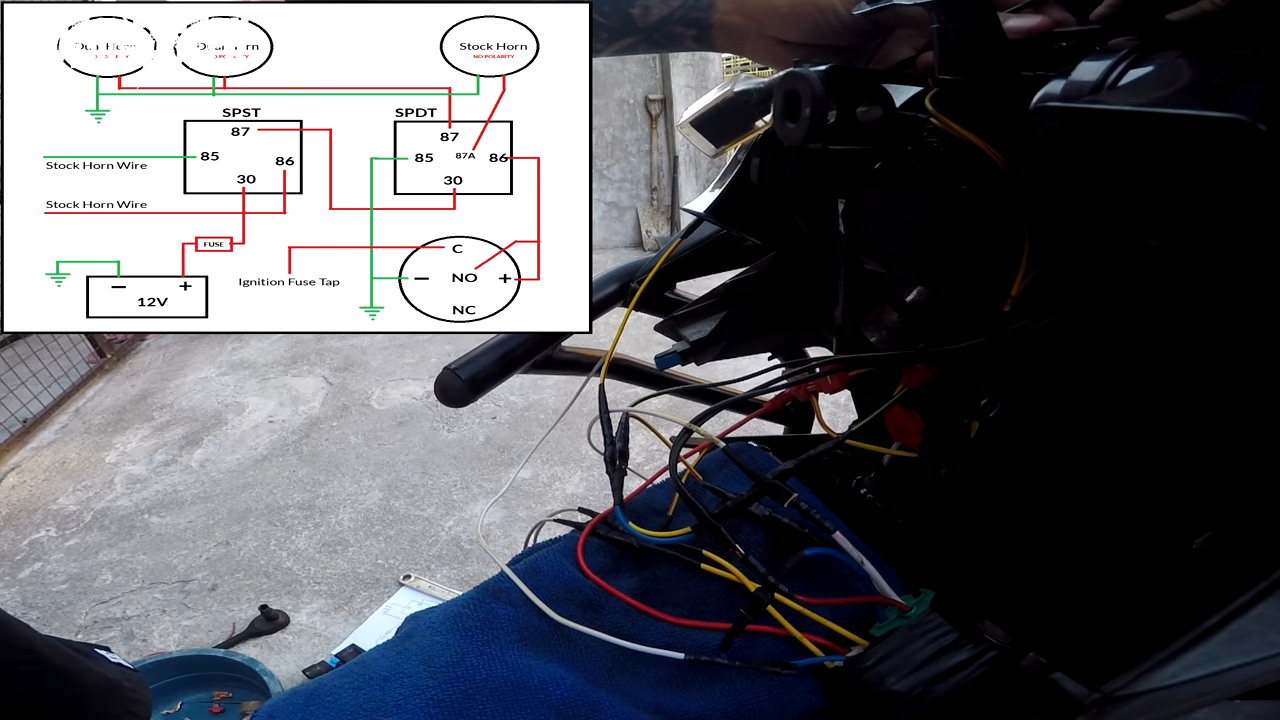 Stock Horn
NO POLARITY
SPST
87
85
86
30
SPDT
87
87A
85
86
30
Stock Horn Wire
Stock Horn Wire
FUSE
12V
Ignition Fuse Tap
C
NO
NC